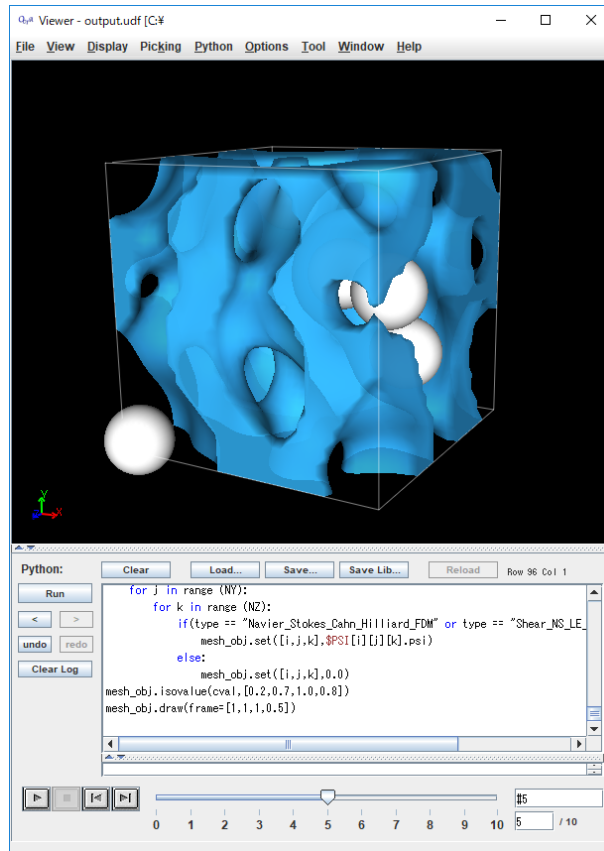 Viewer - output.udf [C:¥
File View Display Picking Python Options Tool Window Help
y
z x
Python:
Clear Load... Save... Save Lib... Reload Row 96 Col 1
Run
< >
undo redo
Clear Log
for j in range (NY):
for k in range (NZ):
if(type == "Navier_Stokes_Cahn_Hilliard_FDM" or type == "Shear_NS_LE_
mesh_obj.set([i,j,k],$PSI[i][j][k].psi)
else:
mesh_obj.set([i,j,k],0.0)
mesh_obj.isovalue(cval,[0.2,0.7,1.0,0.8])
mesh_obj.draw(frame=[1,1,1,0.5])
#5
0 1 2 3 4 5 6 7 8 9 10
5 / 10